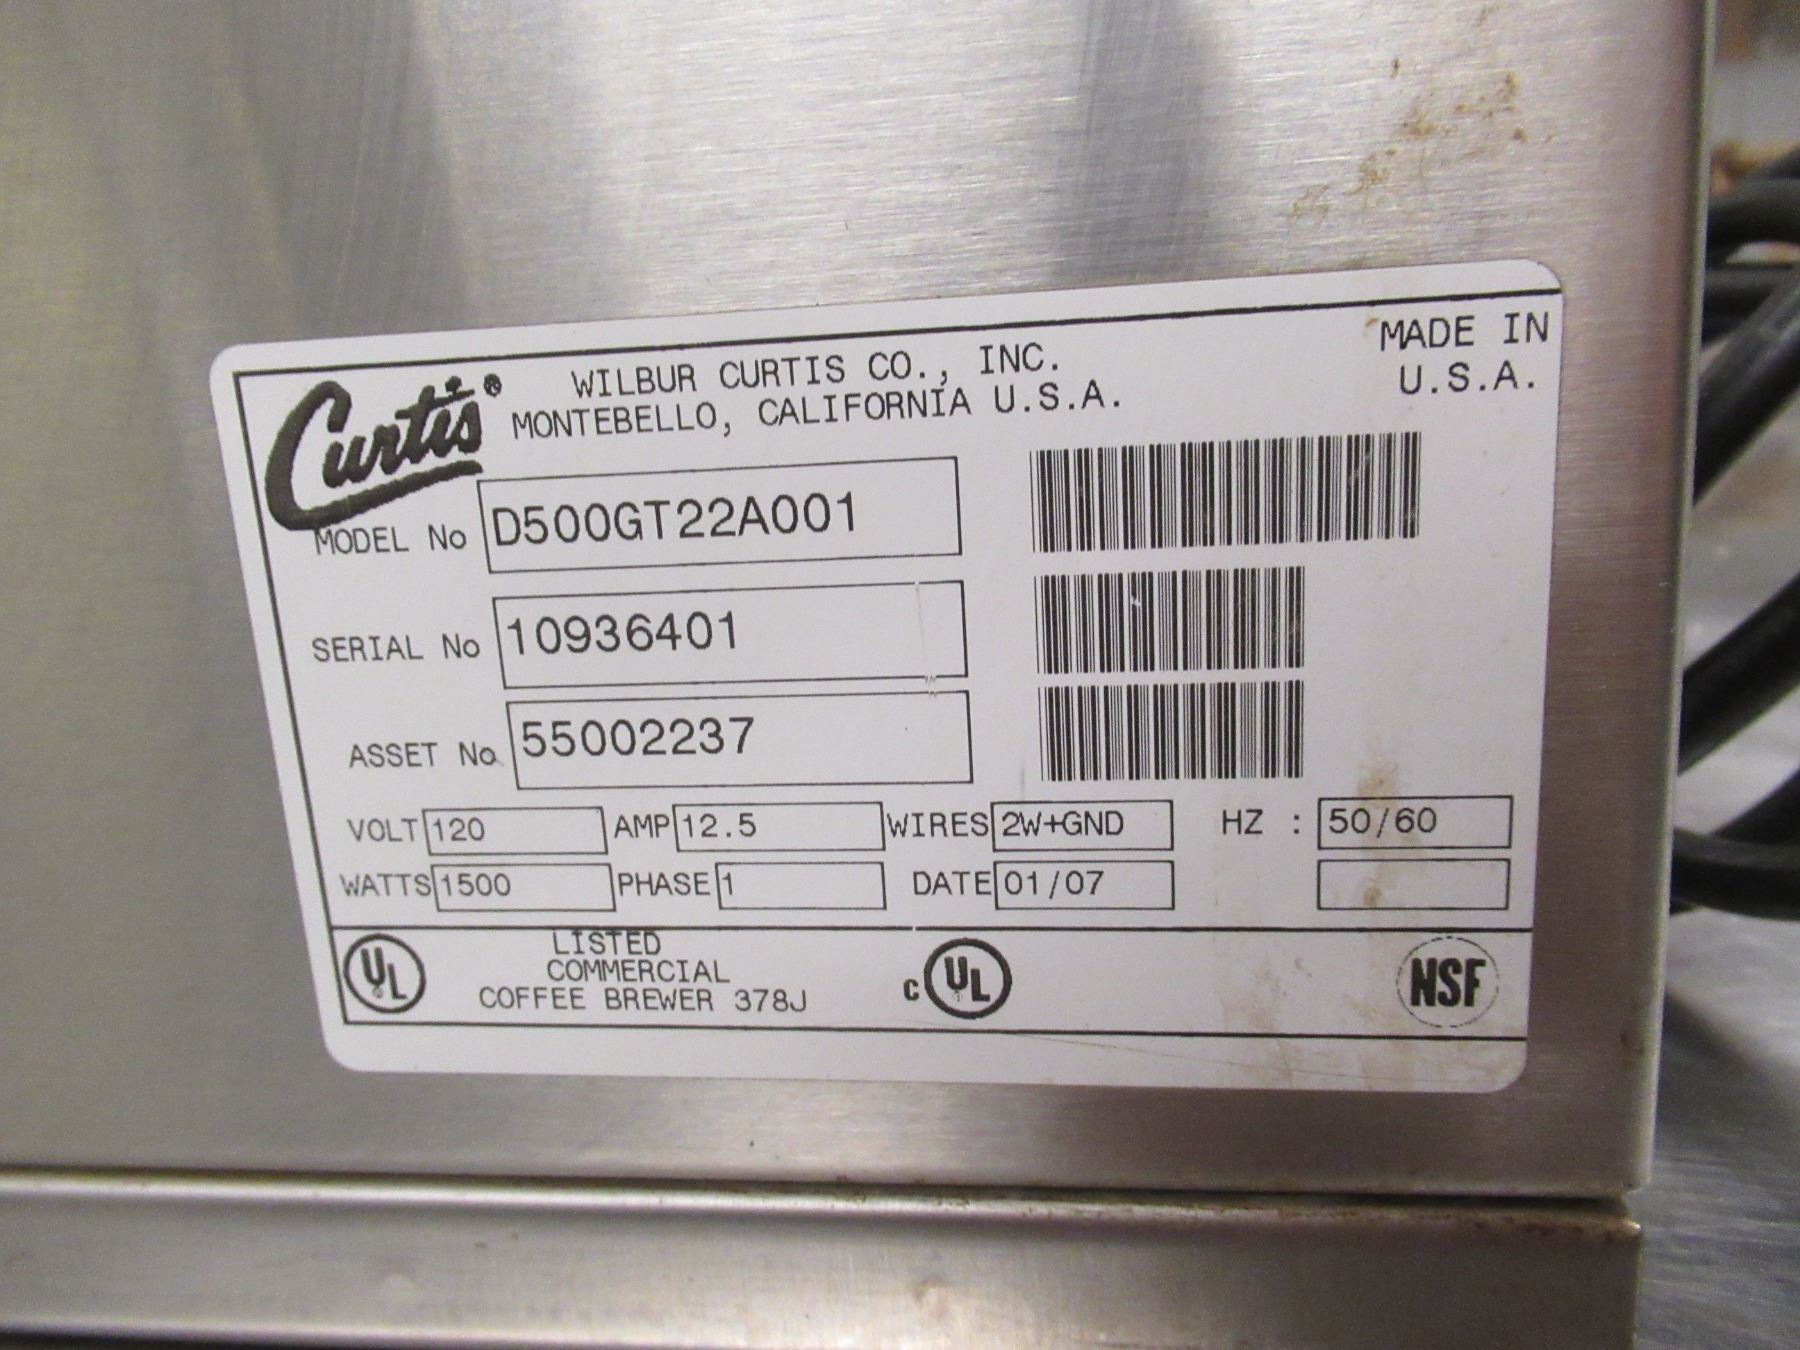 Curtis®
WILBUR CURTIS CO., INC.
MONTEBELLO, CALIFORNIA U.S.A.
MADE IN
U.S.A.
MODEL No D500GT22A001
SERIAL No 10936401
ASSET No 55002237
VOLT 120 AMP 12.5 WIRES 2W+GND HZ : 50/60
WATTS 1500 PHASE 1 DATE 01/07
UL®
LISTED
COMMERCIAL
COFFEE BREWER 378J
c UL®
NSF